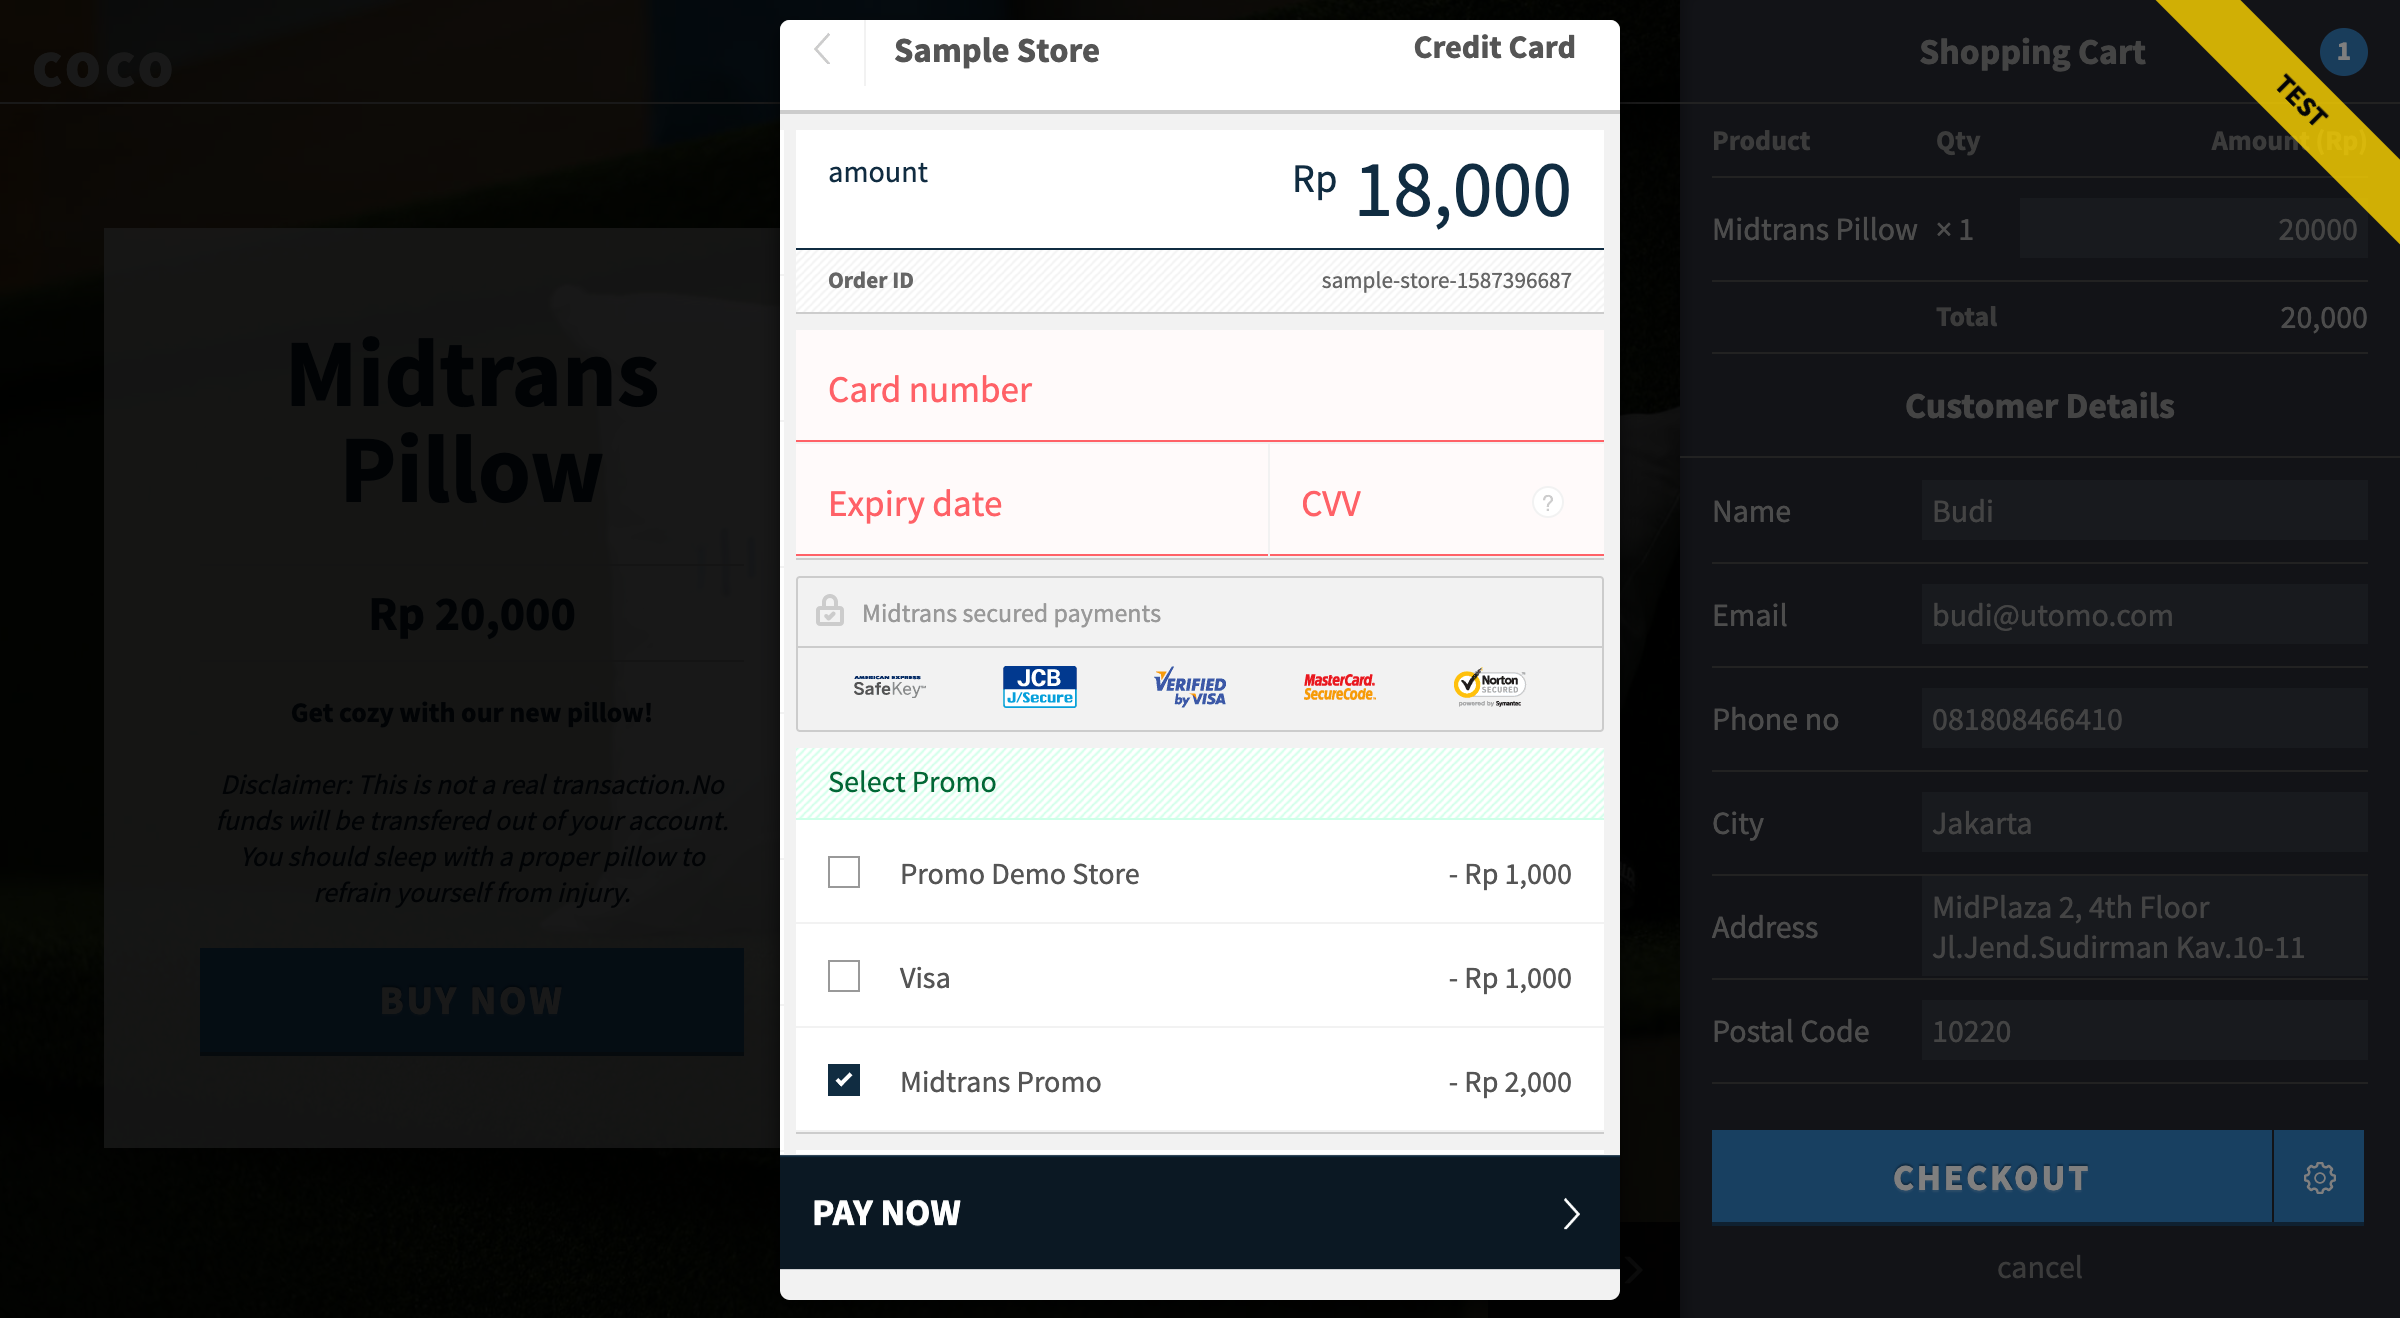 COCO
Midtrans
Pillow
Rp 20,000
Get cozy with our new pillow!
Disclaimer: This is not a real transaction.No
funds will be transfered out of your account.
You should sleep with a proper pillow to
refrain yourself from injury.
BUY NOW
Sample Store
Credit Card
amount
Rp 18,000
Order ID
sample-store-1587396687
Card number
Expiry date
CVV
?
Midtrans secured payments
AMERICAN EXPRESS
SafeKey™
JCB
J/Secure
VERIFIED
by VISA
MasterCard.
SecureCode.
Norton
SECURED
powered by Symantec
Select Promo
Promo Demo Store
- Rp 1,000
Visa
- Rp 1,000
Midtrans Promo
- Rp 2,000
PAY NOW
Shopping Cart
1
TEST
Product Qty Amount (Rp)
Midtrans Pillow × 1 20000
Total 20,000
Customer Details
Name Budi
Email budi@utomo.com
Phone no 081808466410
City Jakarta
Address MidPlaza 2, 4th Floor
Jl.Jend.Sudirman Kav.10-11
Postal Code 10220
CHECKOUT
cancel